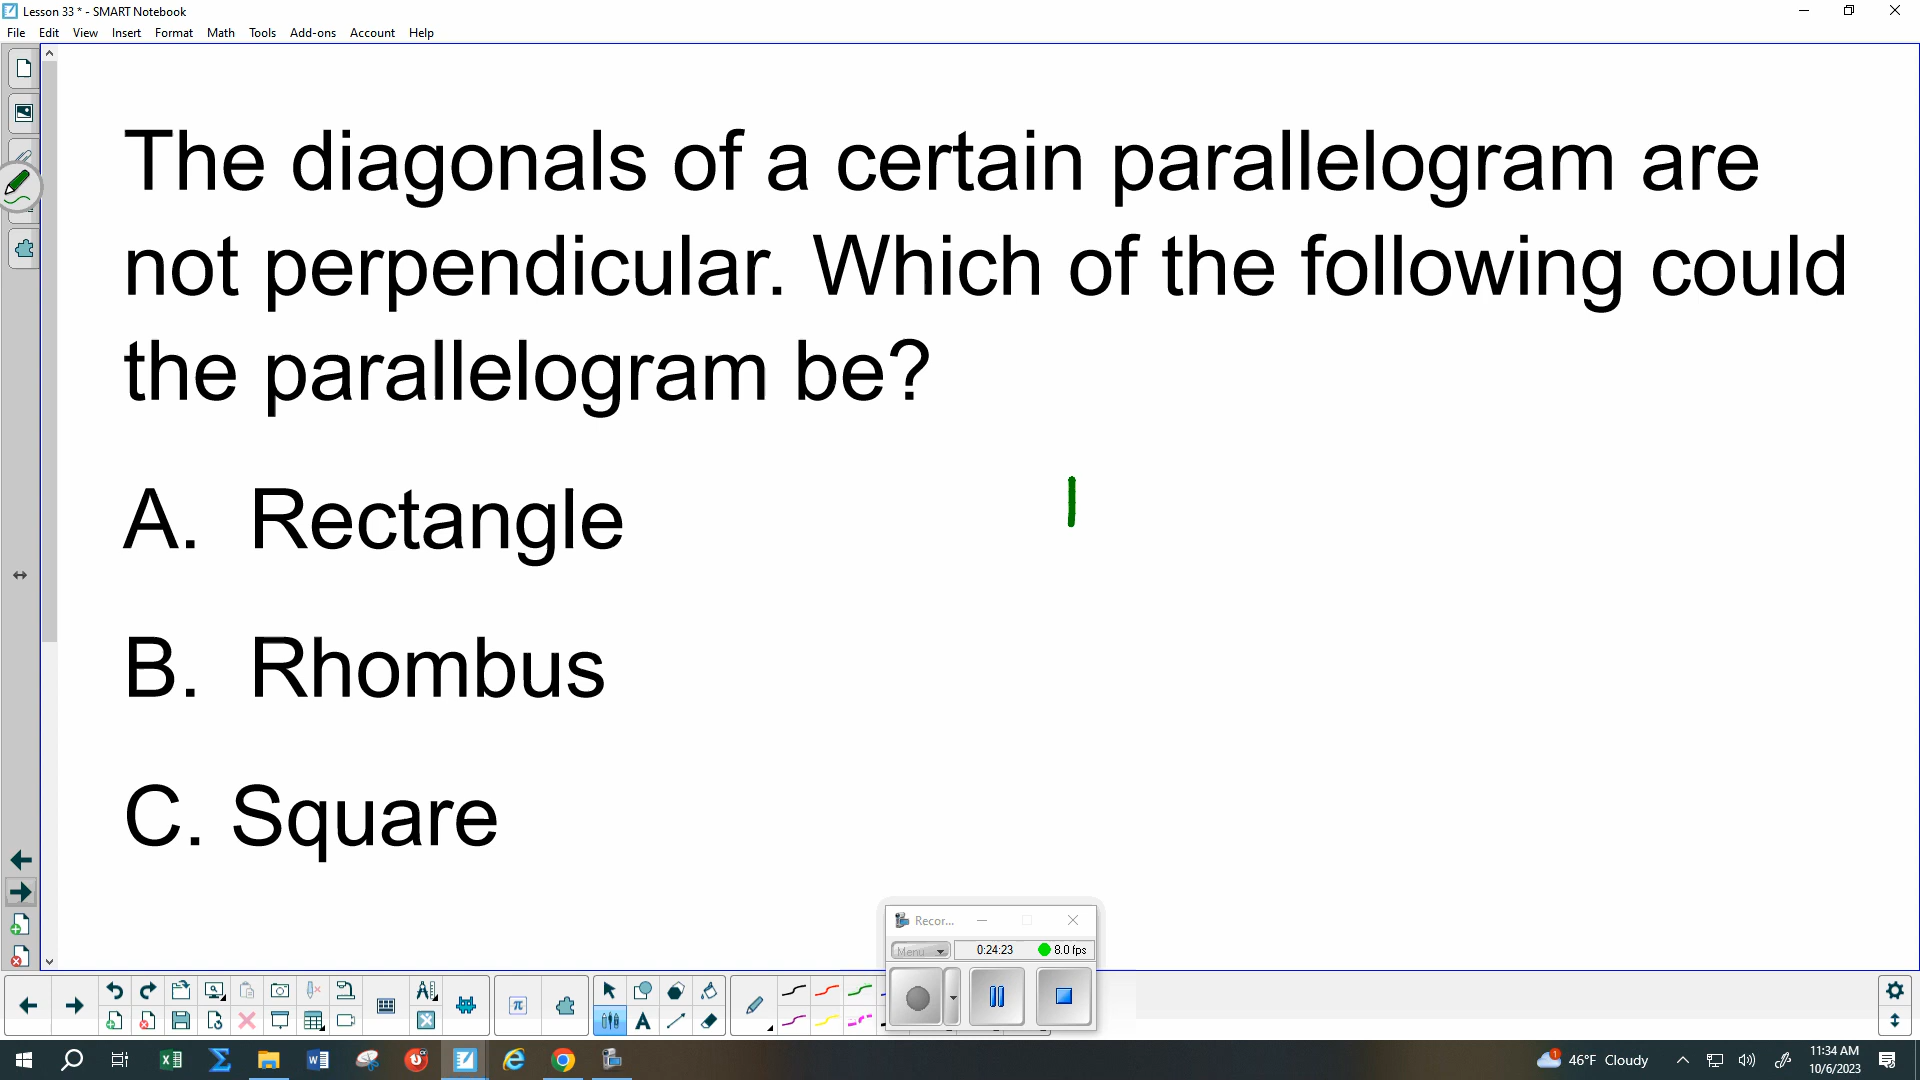 Lesson 33 * - SMART Notebook
File Edit View Insert Format Math Tools Add-ons Account Help
The diagonals of a certain parallelogram are
not perpendicular. Which of the following could
the parallelogram be?
A. Rectangle
B. Rhombus
C. Square
Recor...
Menu 0:24:23 8.0 fps
46°F Cloudy
11:34 AM
10/6/2023